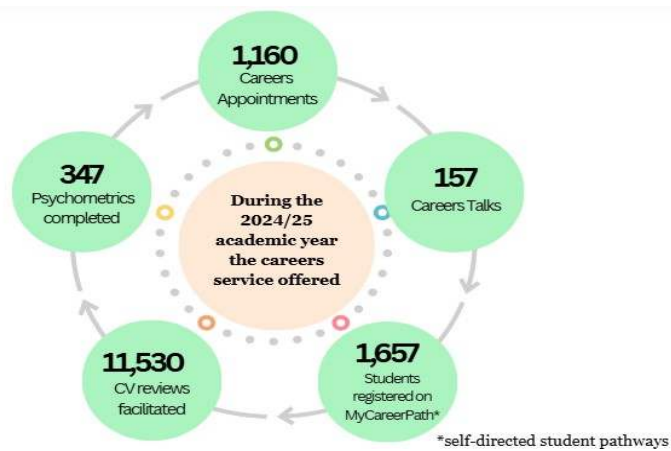 1,160
Careers
Appointments
157
Careers Talks
1,657
Students
registered on
MyCareerPath*
*self-directed student pathways
11,530
CV reviews
facilitated
347
Psychometrics
completed
During the
2024/25
academic year
the careers
service offered